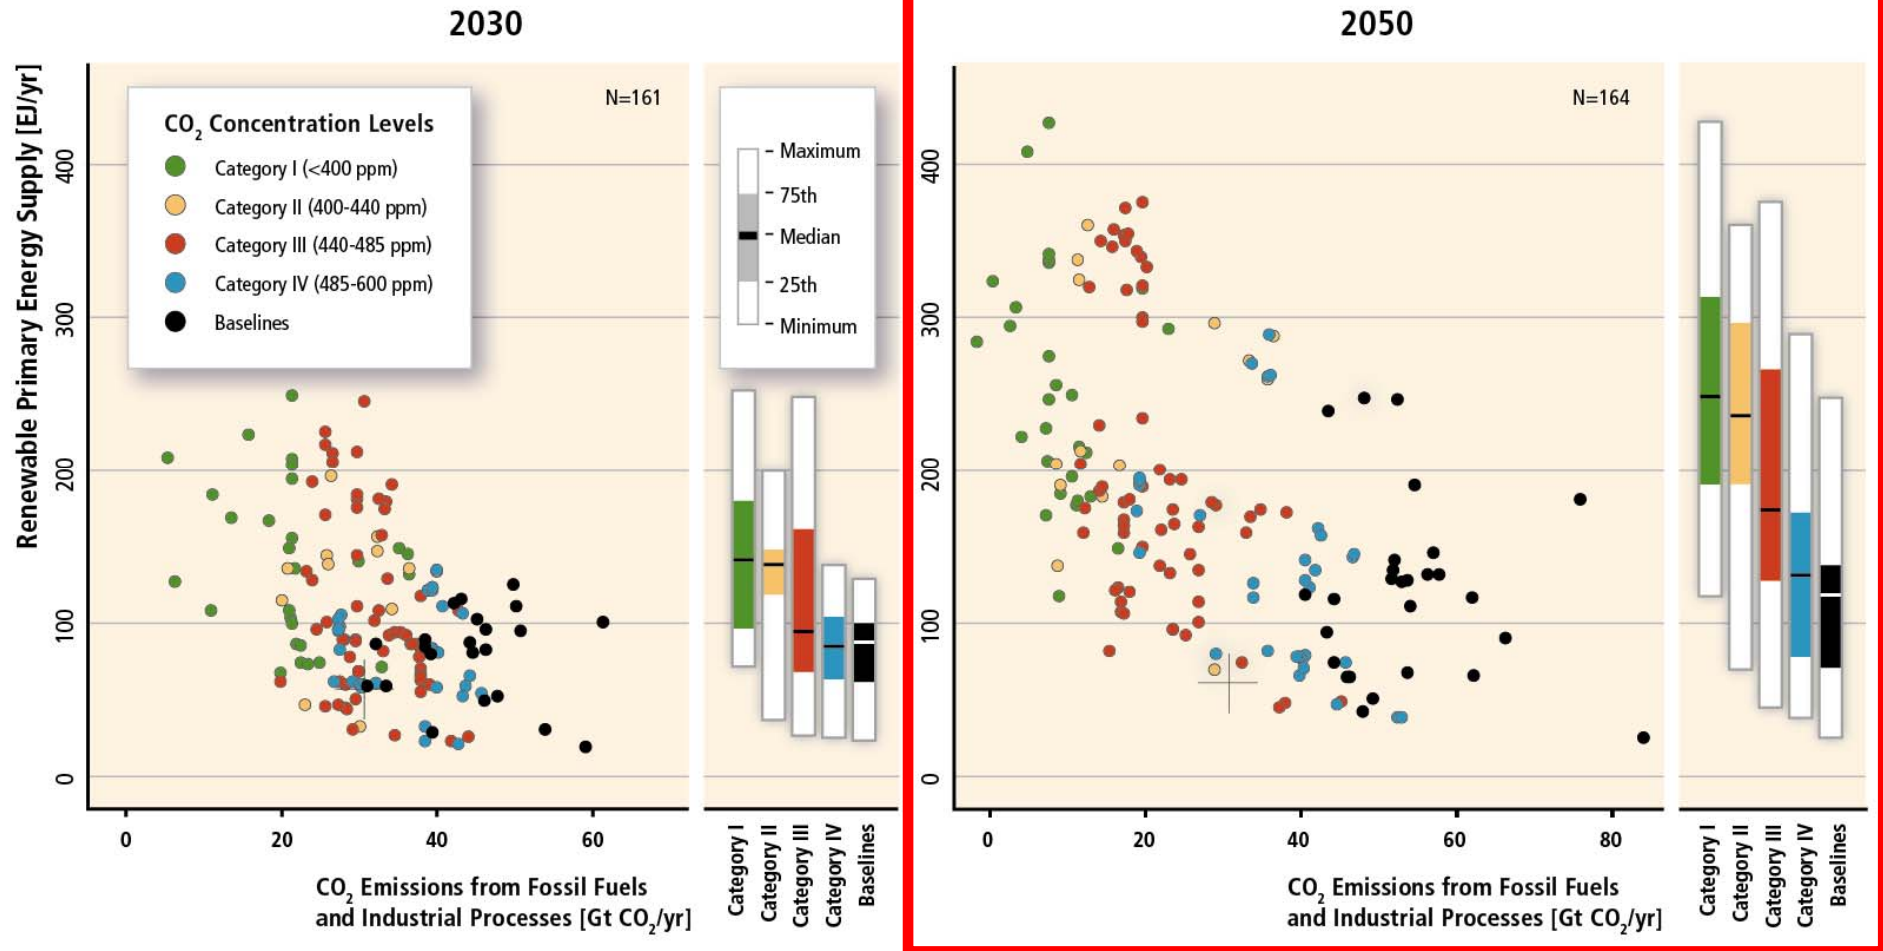 2030
Renewable Primary Energy Supply [EJ/yr]
400
300
200
100
0
CO2 Concentration Levels
Category I (<400 ppm)
Category II (400-440 ppm)
Category III (440-485 ppm)
Category IV (485-600 ppm)
Baselines
N=161
Maximum
75th
Median
25th
Minimum
0 20 40 60
CO2 Emissions from Fossil Fuels
and Industrial Processes [Gt CO2/yr]
Category I
Category II
Category III
Category IV
Baselines
2050
N=164
400
300
200
100
0
0 20 40 60 80
CO2 Emissions from Fossil Fuels
and Industrial Processes [Gt CO2/yr]
Category I
Category II
Category III
Category IV
Baselines